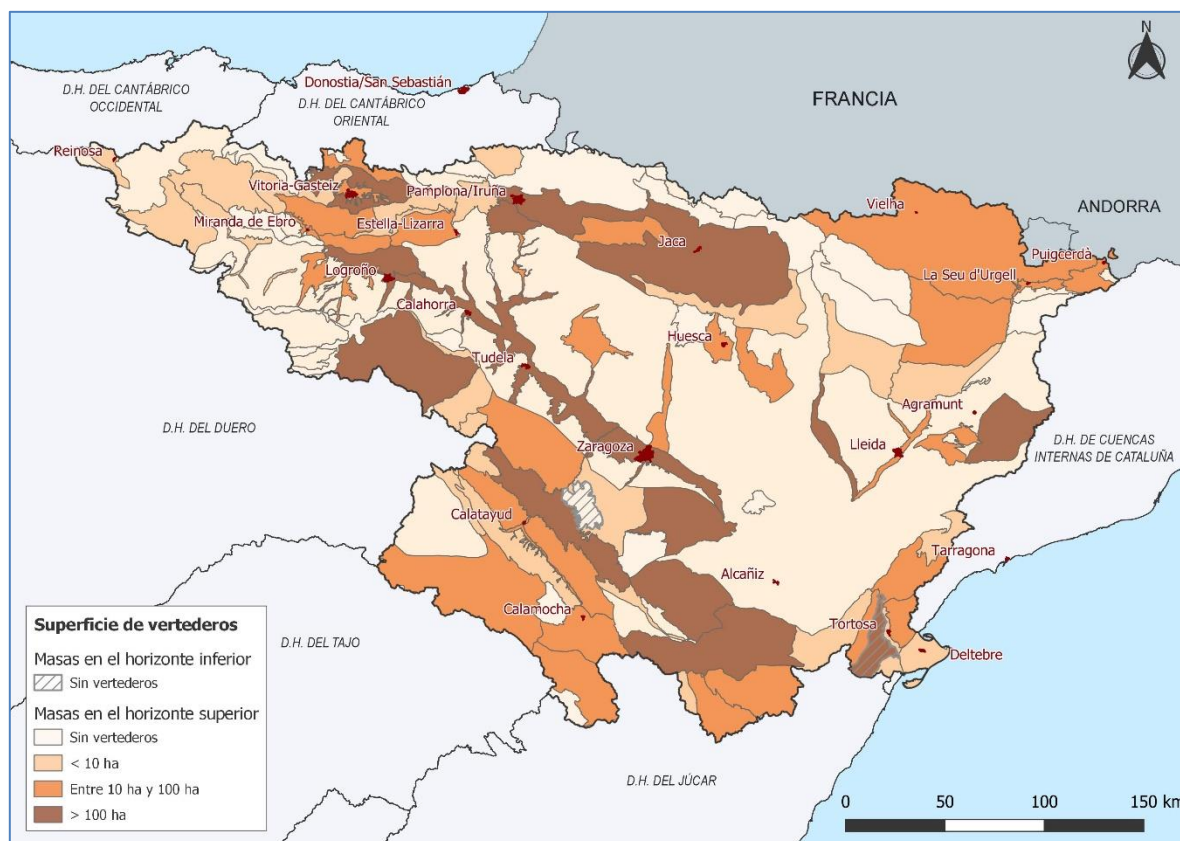 N
Donostia/San Sebastián
D.H. DEL CANTÁBRICO
OCCIDENTAL
D.H. DEL CANTÁBRICO
ORIENTAL
FRANCIA
Reinosa
Vitoria-Gasteiz
Pamplona/Iruña
Vielha
ANDORRA
Miranda de Ebro
Estella-Lizarra
Jaca
Puigcerdà
La Seu d'Urgell
Logroño
Calahorra
Huesca
Tudela
Agramunt
D.H. DEL DUERO
Zaragoza
Lleida
D.H. DE CUENCAS
INTERNAS DE CATALUÑA
Calatayud
Tarragona
Alcañiz
Calamocha
Tortosa
Deltebre
D.H. DEL TAJO
D.H. DEL JÚCAR
Superficie de vertederos
Masas en el horizonte inferior
Sin vertederos
Masas en el horizonte superior
Sin vertederos
< 10 ha
Entre 10 ha y 100 ha
> 100 ha
0 50 100 150 km